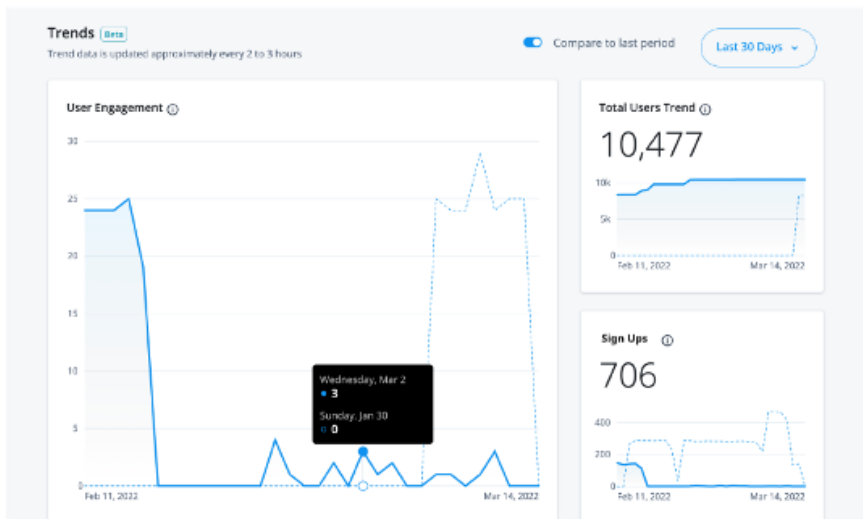 Trends Beta
Trend data is updated approximately every 2 to 3 hours
Compare to last period
Last 30 Days
User Engagement
30
25
20
15
10
5
0
Feb 11, 2022
Mar 14, 2022
Wednesday, Mar 2
3
Sunday, Jan 30
0
Total Users Trend
10,477
10k
5k
0
Feb 11, 2022
Mar 14, 2022
Sign Ups
706
400
200
0
Feb 11, 2022
Mar 14, 2022